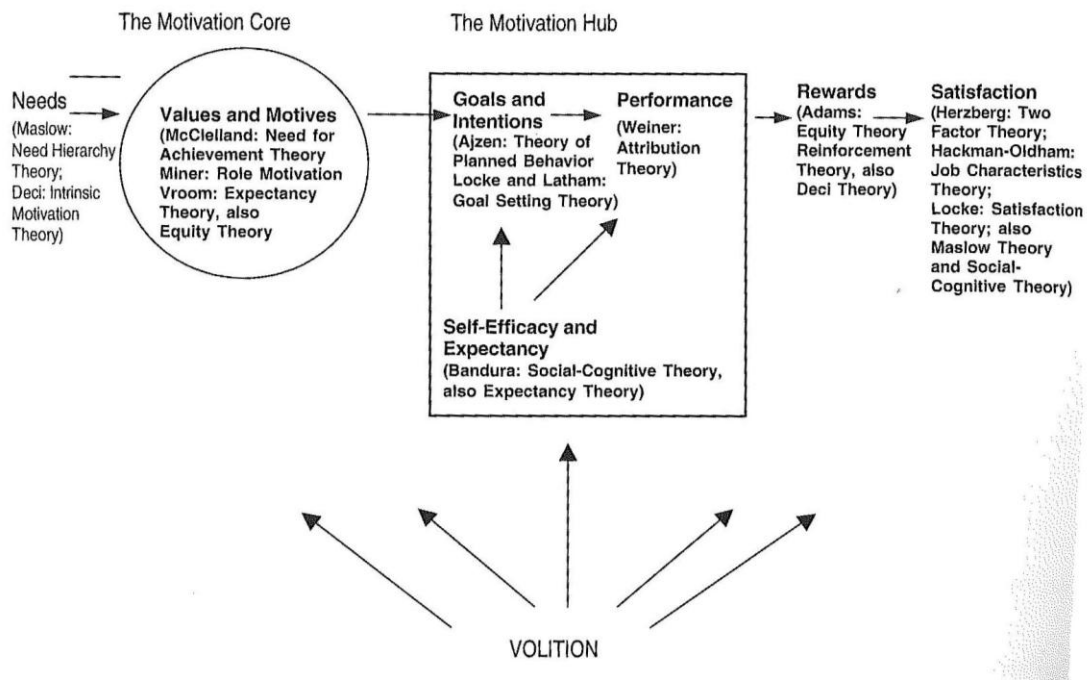 The Motivation Core
The Motivation Hub
Needs
(Maslow:
Need Hierarchy
Theory;
Deci: Intrinsic
Motivation
Theory)
Values and Motives
(McClelland: Need for
Achievement Theory
Miner: Role Motivation
Vroom: Expectancy
Theory, also
Equity Theory
Goals and
Intentions
(Ajzen: Theory of
Planned Behavior
Locke and Latham:
Goal Setting Theory)
Performance
(Weiner:
Attribution
Theory)
Self-Efficacy and
Expectancy
(Bandura: Social-Cognitive Theory,
also Expectancy Theory)
Rewards
(Adams:
Equity Theory
Reinforcement
Theory, also
Deci Theory)
Satisfaction
(Herzberg: Two
Factor Theory;
Hackman-Oldham:
Job Characteristics
Theory;
Locke: Satisfaction
Theory; also
Maslow Theory
and Social-
Cognitive Theory)
VOLITION